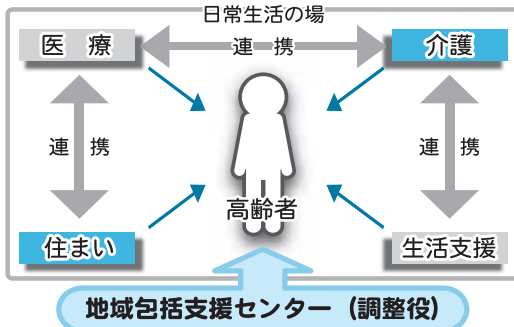 日常生活の場
医療
連携
介護
連携
連携
高齢者
住まい
生活支援
地域包括支援センター（調整役）